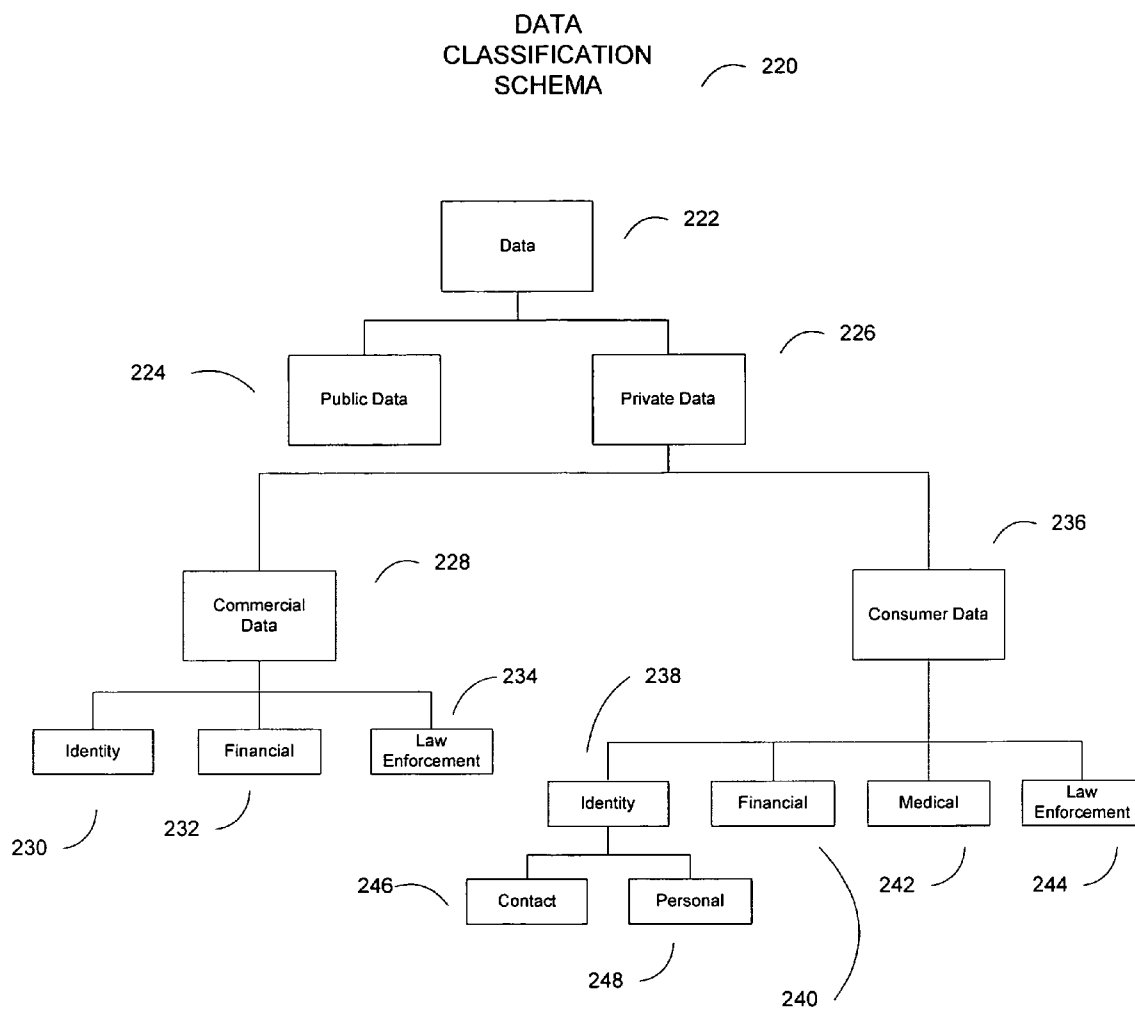 DATA
CLASSIFICATION
SCHEMA
220
222
Data
226
224
Public Data
Private Data
236
228
Commercial
Data
Consumer Data
234
238
Identity
Financial
Law
Enforcement
232
230
Identity
Financial
Medical
Law
Enforcement
246
242
244
Contact
Personal
248
240